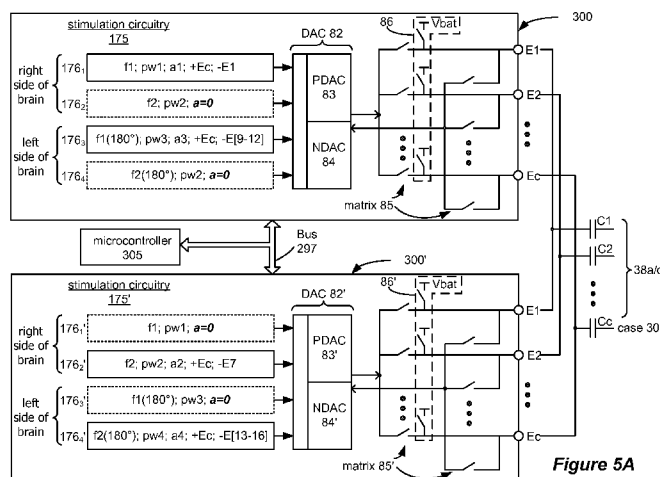 300
stimulation circuitry
175
DAC 82
86
Vbat
right
side of
brain
176₁
f1; pw1; a1; +Ec; -E1
176₂
f2; pw2; a=0
left
side of
brain
176₃
f1(180°); pw3; a3; +Ec; -E[9-12]
176₄
f2(180°); pw2; a=0
PDAC
83
NDAC
84
E1
E2
Ec
matrix 85
microcontroller
305
Bus
297
300'
C1
C2
Cc
38a/c
case 30
stimulation circuitry
175'
DAC 82'
86'
Vbat
right
side of
brain
176₁'
f1; pw1; a=0
176₂'
f2; pw2; a2; +Ec; -E7
left
side of
brain
176₃'
f1(180°); pw3; a=0
176₄'
f2(180°); pw4; a4; +Ec; -E[13-16]
PDAC
83'
NDAC
84'
E1
E2
Ec
matrix 85'
Figure 5A